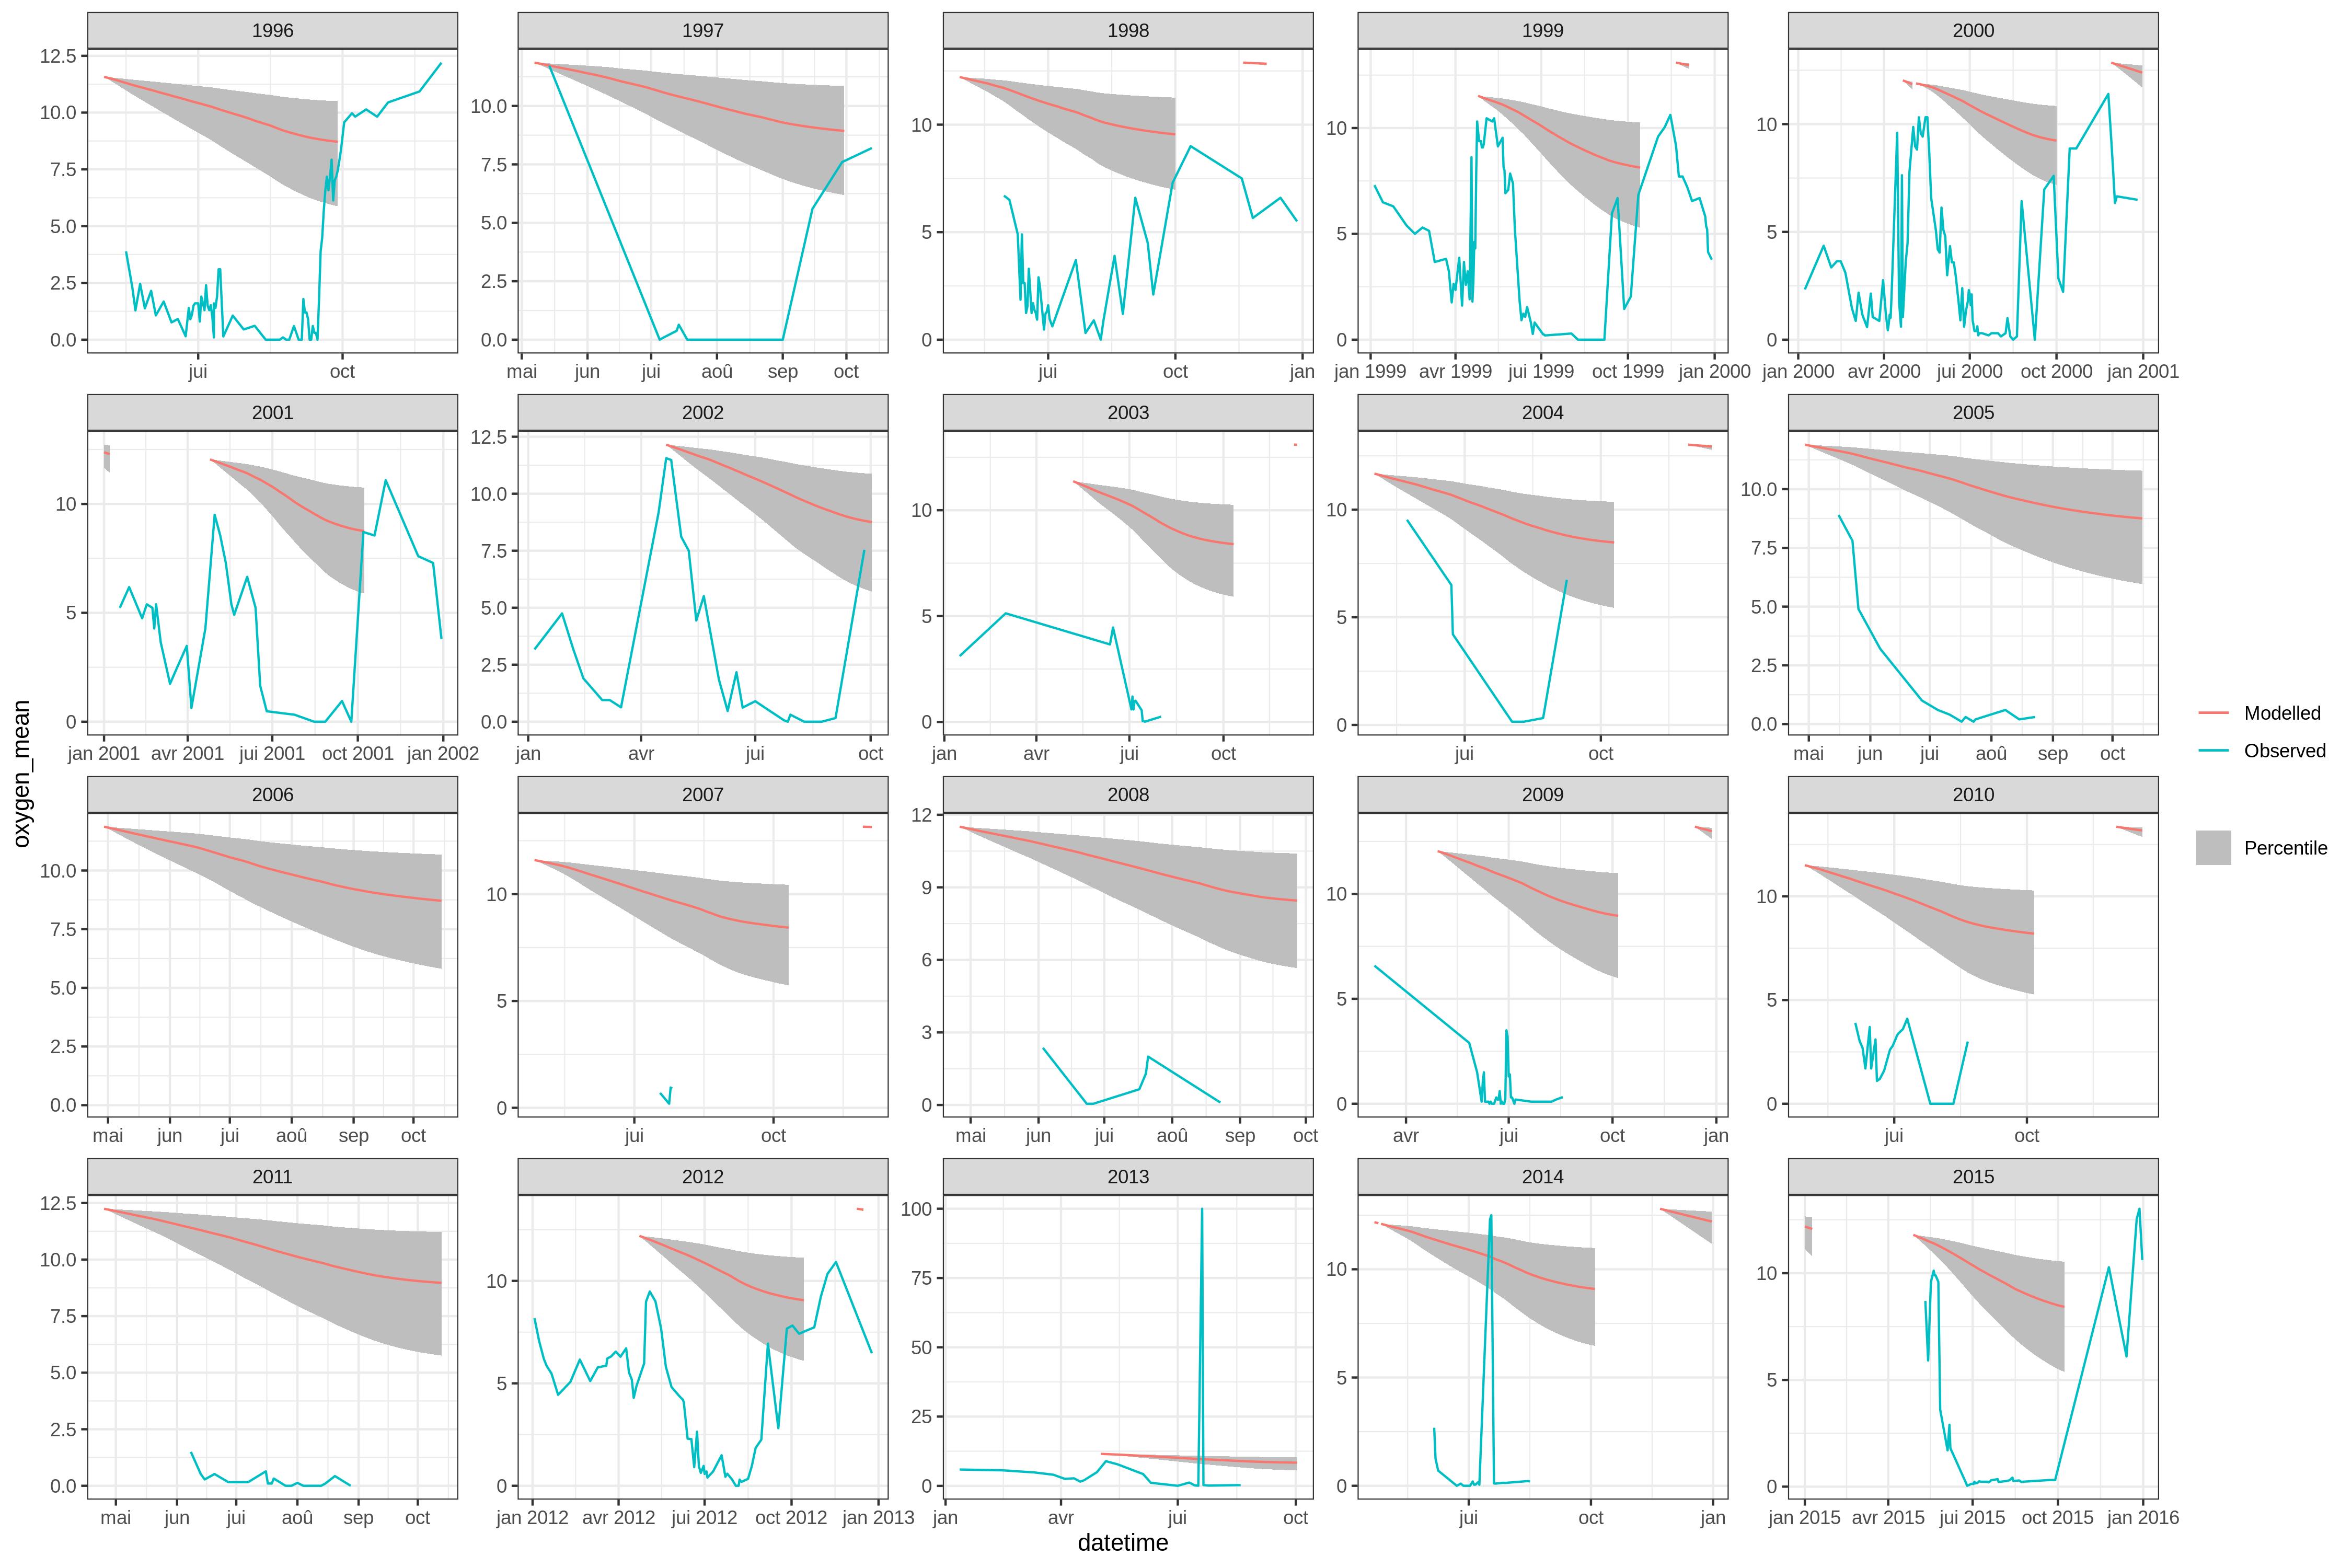 1996 1997 1998 1999 2000
12.5 10.0 7.5 5.0 2.5 0.0
10.0 7.5 5.0 2.5 0.0
10 5 0
10 5 0
10 5 0
jui oct
mai jun jui aoû sep oct
jui oct jan
jan 1999 avr 1999 jui 1999 oct 1999 jan 2000
jan 2000 avr 2000 jui 2000 oct 2000 jan 2001
2001 2002 2003 2004 2005
10 5 0
12.5 10.0 7.5 5.0 2.5 0.0
10 5 0
10 5 0
10.0 7.5 5.0 2.5 0.0
jan 2001 avr 2001 jui 2001 oct 2001 jan 2002
jan avr jui oct
jan avr jui oct
jui oct
mai jun jui aoû sep oct
oxygen_mean
Modelled
Observed
Percentile
2006 2007 2008 2009 2010
10.0 7.5 5.0 2.5 0.0
10 5 0
12 9 6 3 0
10 5 0
10 5 0
mai jun jui aoû sep oct
jui oct
mai jun jui aoû sep oct
avr jui oct jan
jui oct
2011 2012 2013 2014 2015
12.5 10.0 7.5 5.0 2.5 0.0
10 5 0
100 75 50 25 0
10 5 0
10 5 0
mai jun jui aoû sep oct
jan 2012 avr 2012 jui 2012 oct 2012 jan 2013
jan avr jui oct
jui oct jan
jan 2015 avr 2015 jui 2015 oct 2015 jan 2016
datetime